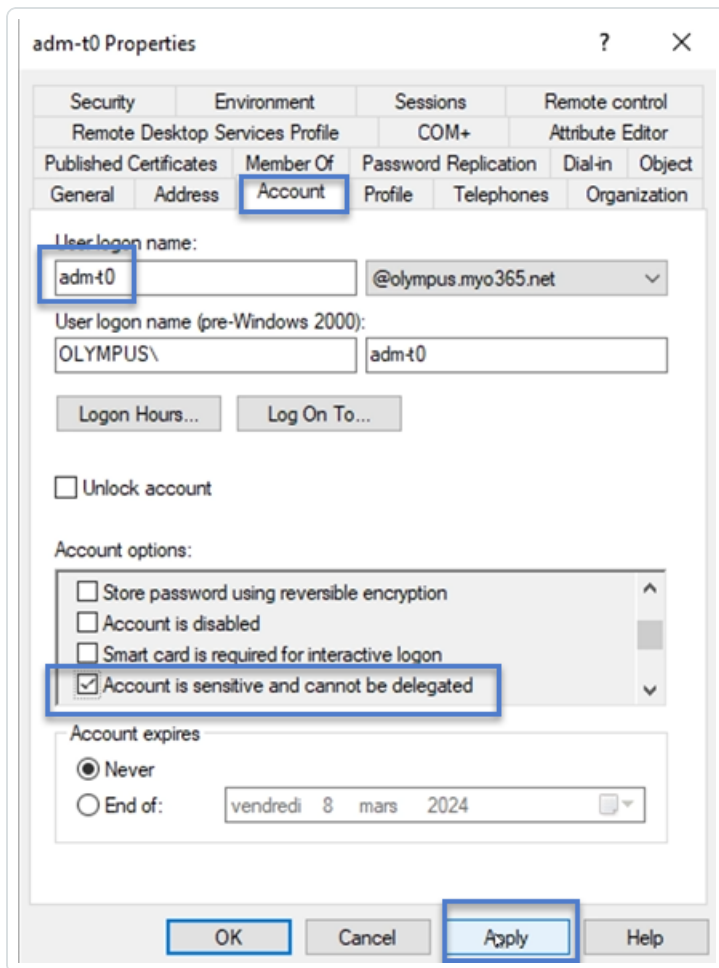 adm-t0 Properties ? ×
Security Environment Sessions Remote control
Remote Desktop Services Profile COM+ Attribute Editor
Published Certificates Member Of Password Replication Dial-in Object
General Address Account Profile Telephones Organization
User logon name:
adm-t0 @olympus.myo365.net
User logon name (pre-Windows 2000):
OLYMPUS\ adm-t0
Logon Hours... Log On To...
Unlock account
Account options:
Store password using reversible encryption
Account is disabled
Smart card is required for interactive logon
Account is sensitive and cannot be delegated
Account expires
Never
End of: vendredi 8 mars 2024
OK Cancel Apply Help